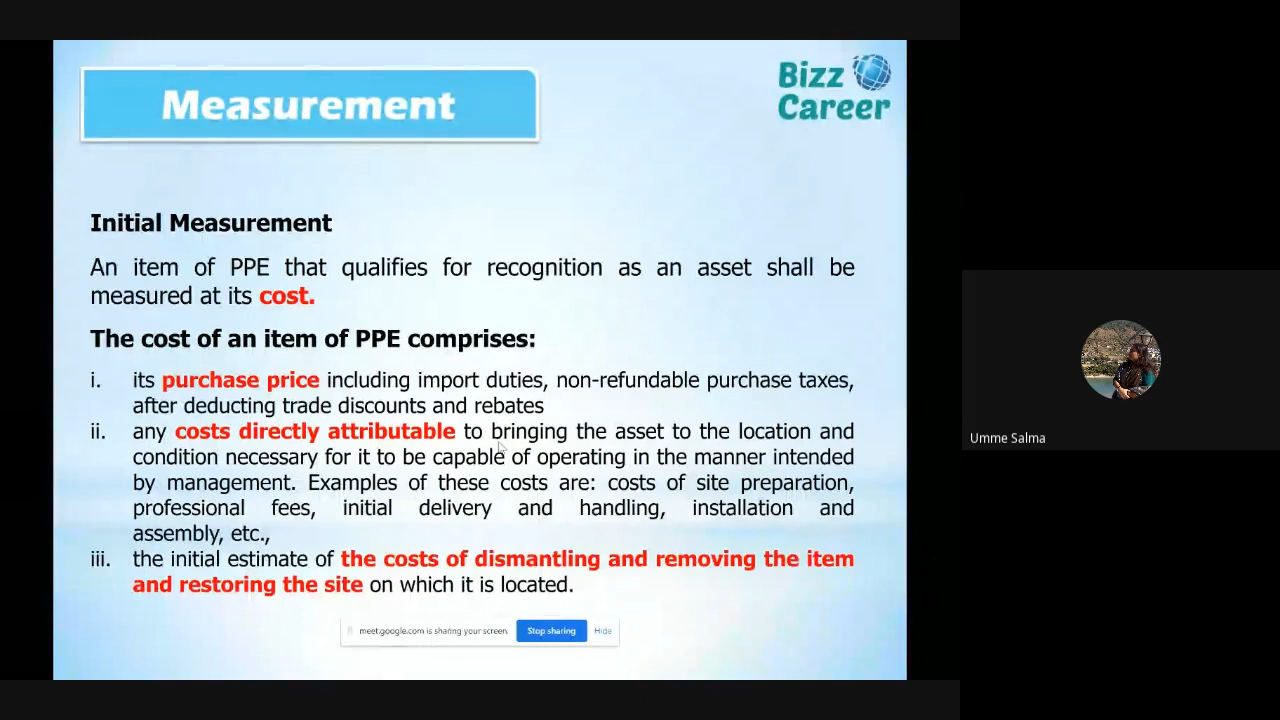 Measurement
Bizz
Career
Initial Measurement
An item of PPE that qualifies for recognition as an asset shall be
measured at its cost.
The cost of an item of PPE comprises:
i. its purchase price including import duties, non-refundable purchase taxes,
after deducting trade discounts and rebates
ii. any costs directly attributable to bringing the asset to the location and
condition necessary for it to be capable of operating in the manner intended
by management. Examples of these costs are: costs of site preparation,
professional fees, initial delivery and handling, installation and
assembly, etc.,
iii. the initial estimate of the costs of dismantling and removing the item
and restoring the site on which it is located.
meet.google.com is sharing your screen. Stop sharing Hide
Umme Salma